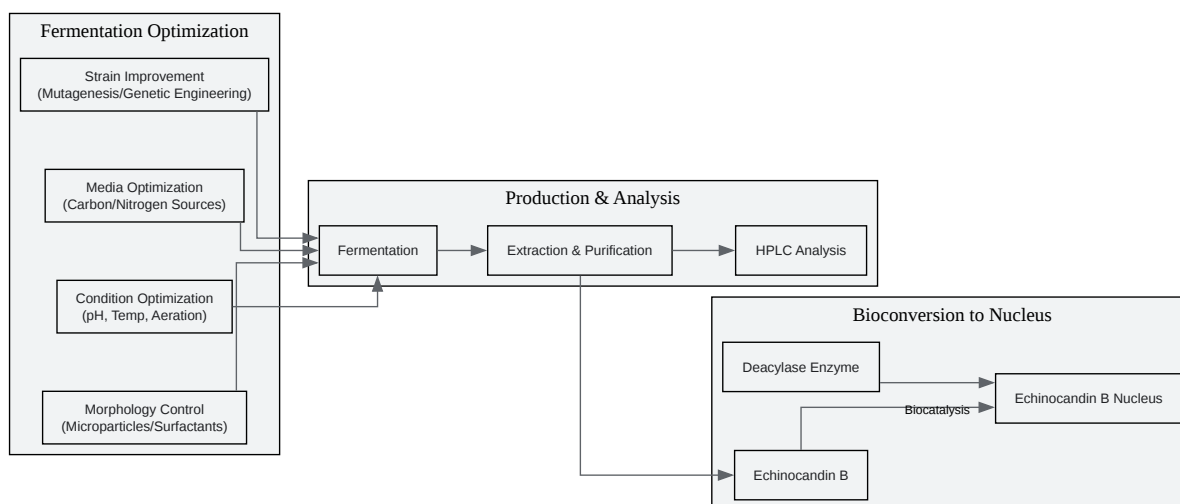 Fermentation Optimization
Strain Improvement
(Mutagenesis/Genetic Engineering)
Media Optimization
(Carbon/Nitrogen Sources)
Condition Optimization
(pH, Temp, Aeration)
Morphology Control
(Microparticles/Surfactants)
Production & Analysis
Fermentation
Extraction & Purification
HPLC Analysis
Bioconversion to Nucleus
Deacylase Enzyme
Echinocandin B Nucleus
Biocatalysis
Echinocandin B